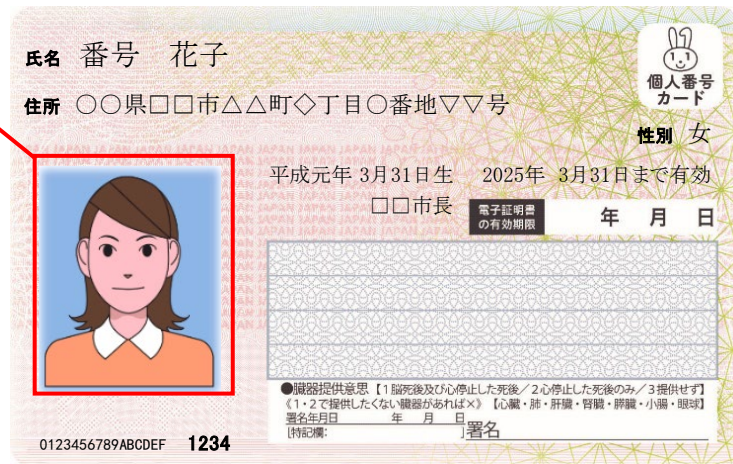 氏名 番号 花子
個人番号
カード
住所 〇〇県□□市△△町◇丁目〇番地▽▽号
性別 女
平成元年 3月31日生 2025年 3月31日まで有効
□□市長
電子証明書
の有効期限
年 月 日
●臓器提供意思【1脳死後及び心停止した死後/2心停止した死後のみ/3提供せず】
《1・2で提供したくない臓器があれば×》【心臓・肺・肝臓・腎臓・膵臓・小腸・眼球】
署名年月日 年 月 日
[特記欄: ]署名
0123456789ABCDEF 1234